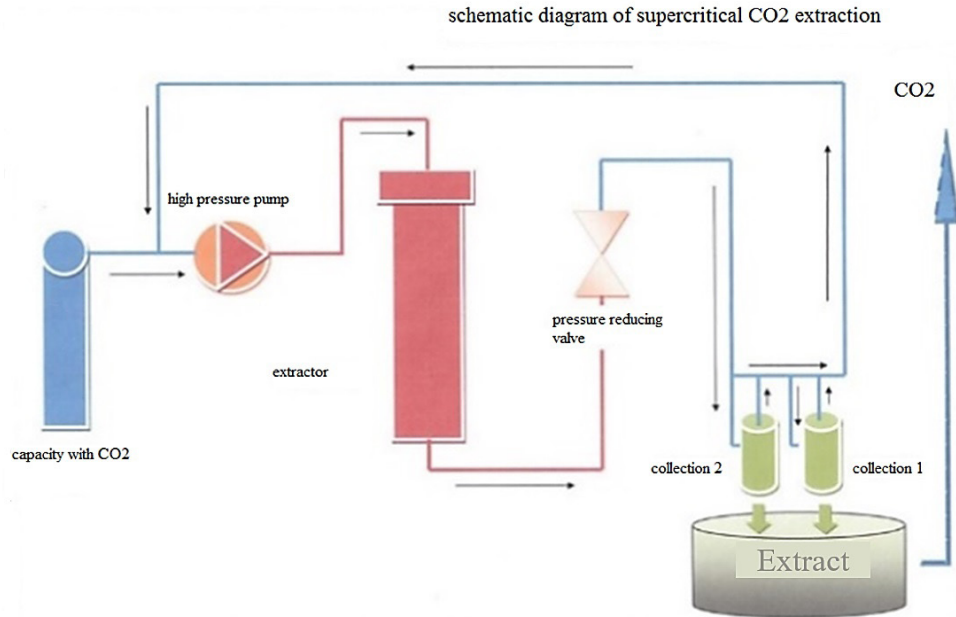 schematic diagram of supercritical CO2 extraction
CO2
high pressure pump
pressure reducing
valve
extractor
capacity with CO2
collection 2
collection 1
Extract